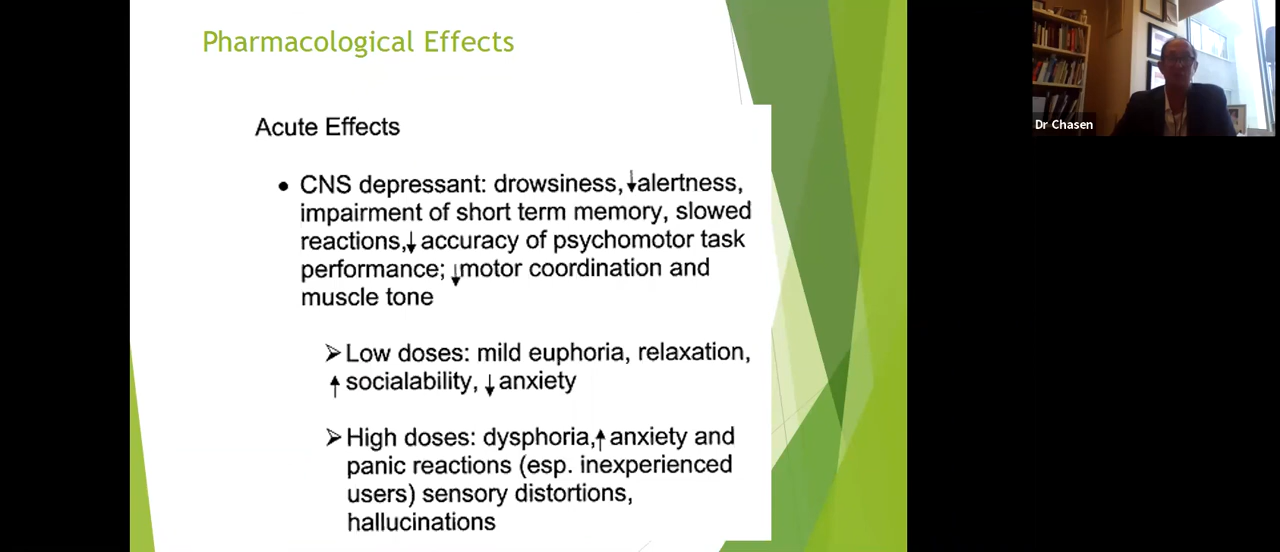 Pharmacological Effects
Acute Effects
• CNS depressant: drowsiness,↓alertness,
impairment of short term memory, slowed
reactions,↓ accuracy of psychomotor task
performance; ↓motor coordination and
muscle tone
➢Low doses: mild euphoria, relaxation,
↑ socialability, ↓ anxiety
➢High doses: dysphoria,↑ anxiety and
panic reactions (esp. inexperienced
users) sensory distortions,
hallucinations
Dr Chasen